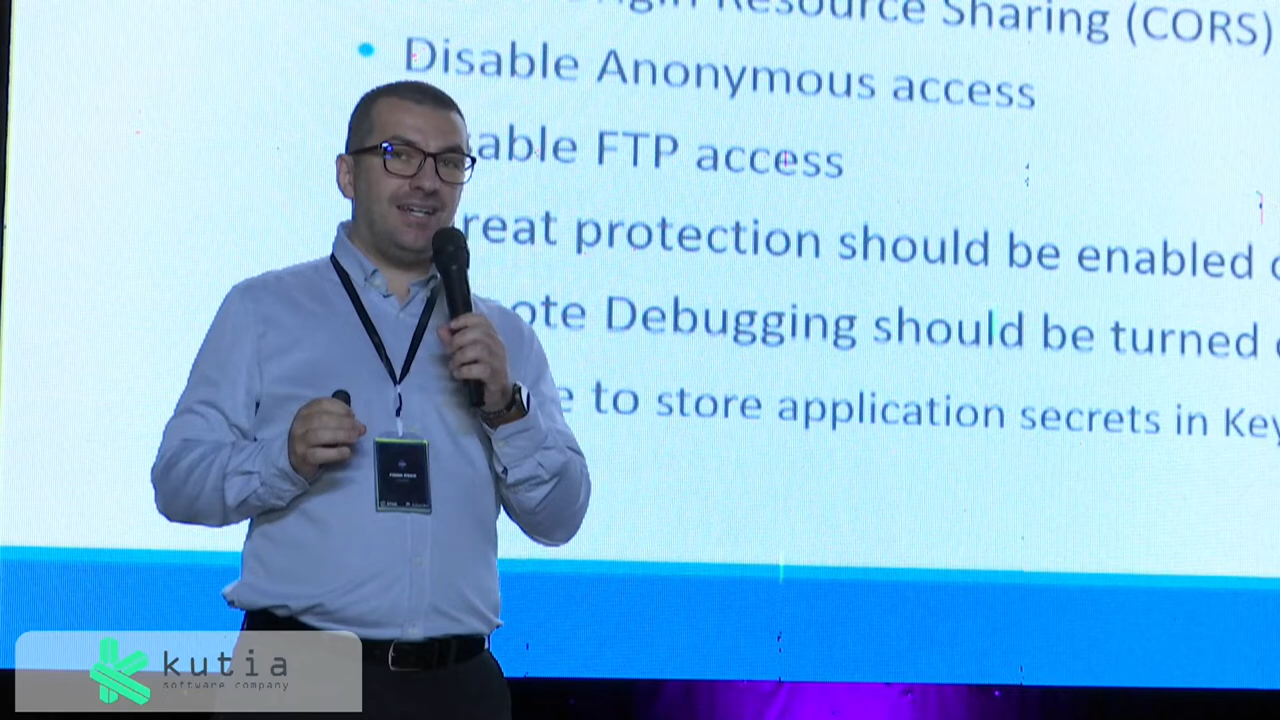 Resource Sharing (CORS)
• Disable Anonymous access
able FTP access
reat protection should be enabled
ote Debugging should be turned
e to store application secrets in Key
kutia
software company